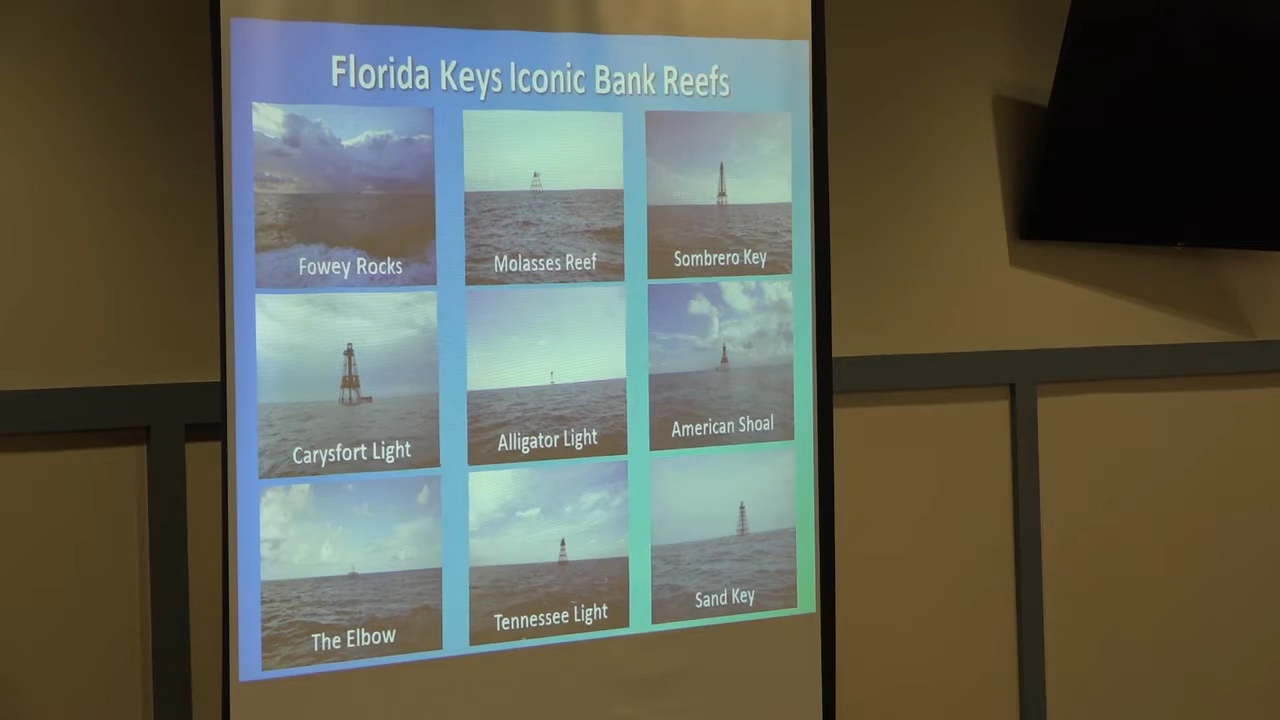 Florida Keys Iconic Bank Reefs
Fowey Rocks
Molasses Reef
Sombrero Key
Carysfort Light
Alligator Light
American Shoal
The Elbow
Tennessee Light
Sand Key